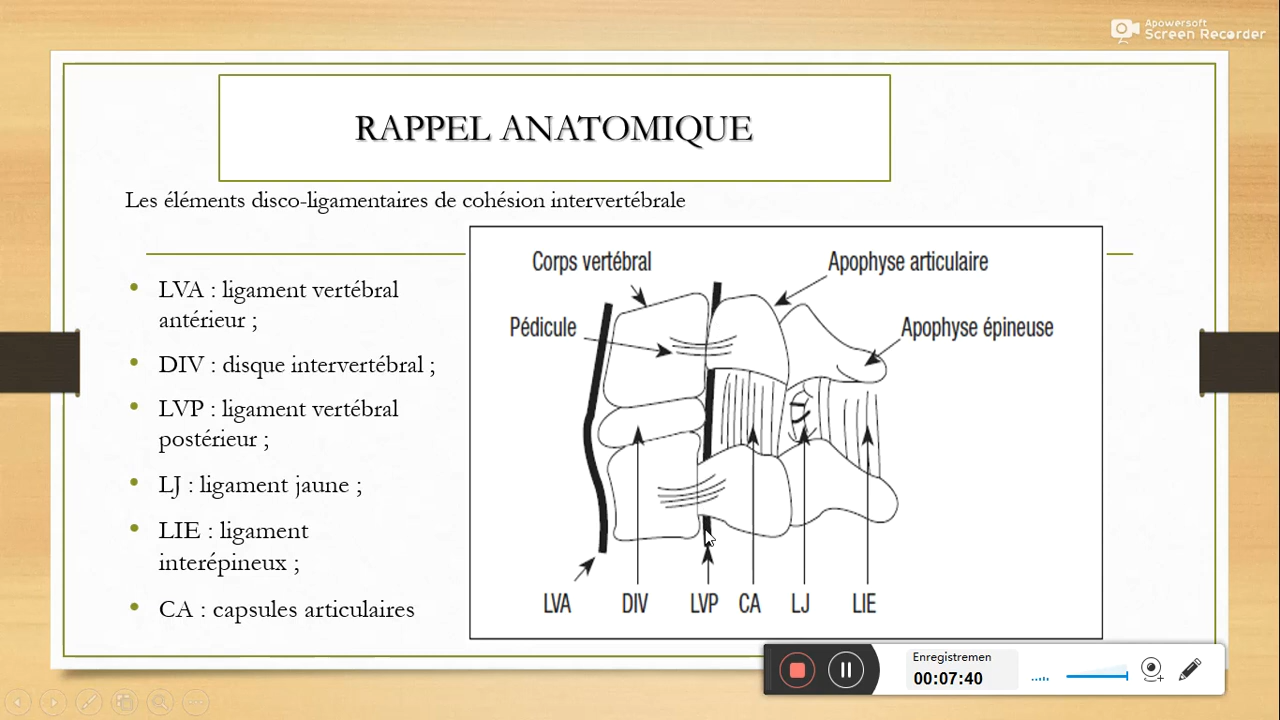 Apowersoft
Screen Recorder
RAPPEL ANATOMIQUE
Les éléments disco-ligamentaires de cohésion intervertébrale
• LVA : ligament vertébral
antérieur ;
• DIV : disque intervertébral ;
• LVP : ligament vertébral
postérieur ;
• LJ : ligament jaune ;
• LIE : ligament
interépineux ;
• CA : capsules articulaires
Corps vertébral
Apophyse articulaire
Pédicule
Apophyse épineuse
LVA DIV LVP CA LJ LIE
Enregistremen
00:07:40